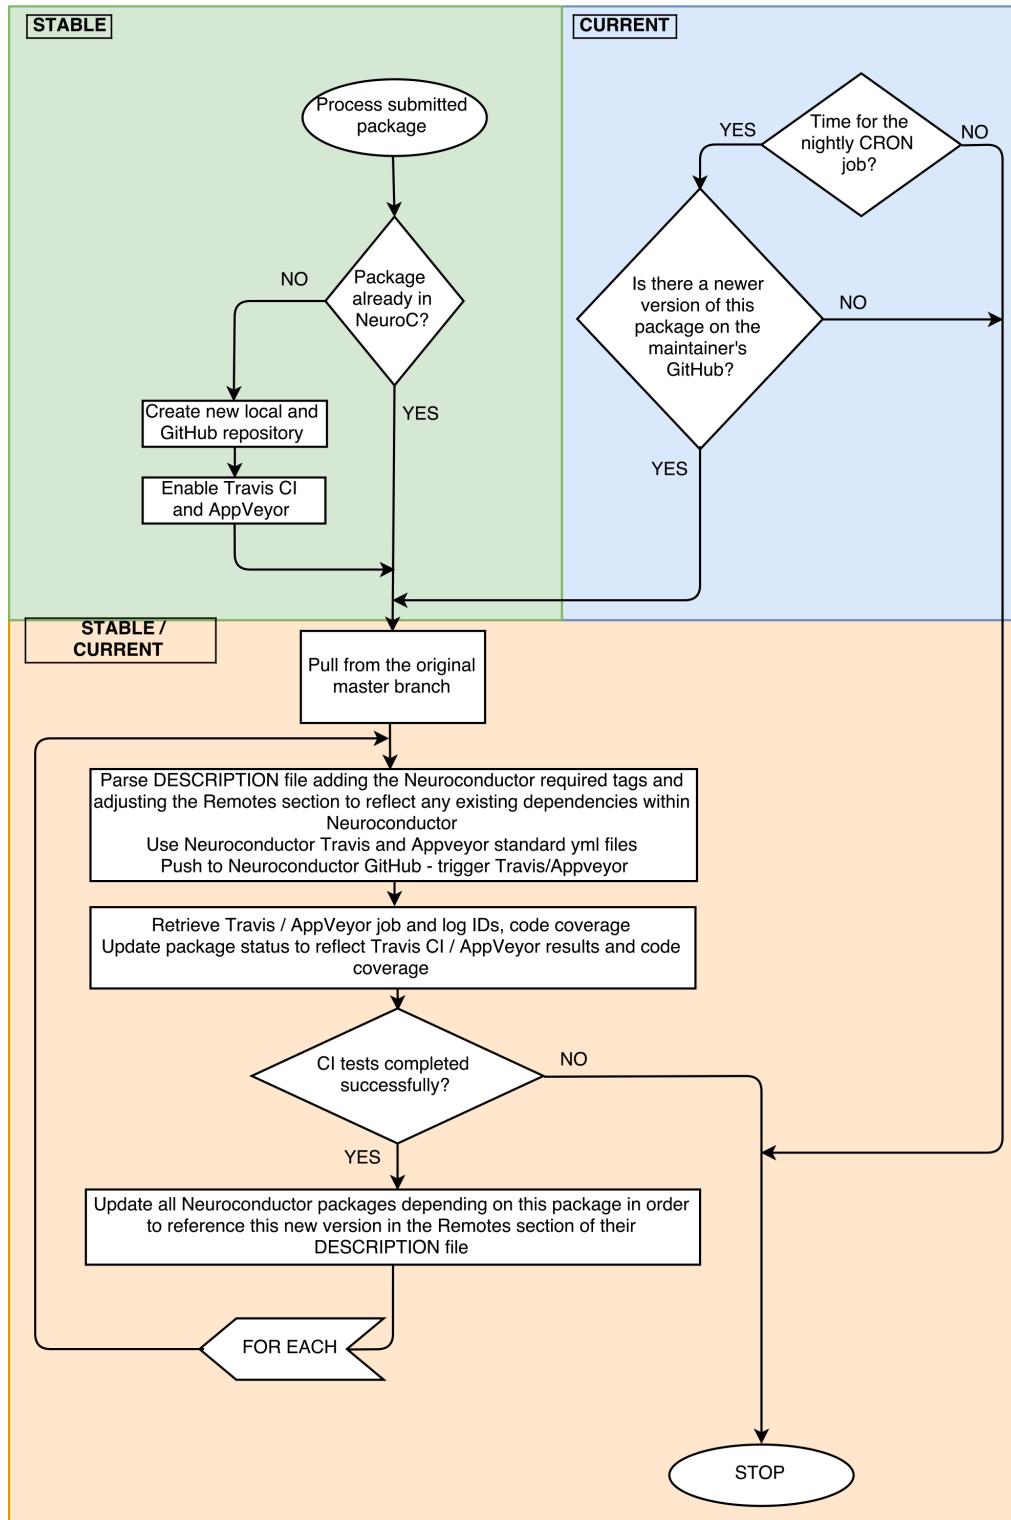 STABLE
CURRENT
Process submitted
package
Time for the
nightly CRON
job?
YES
NO
Package
already in
NeuroC?
NO
YES
Is there a newer
version of this
package on the
maintainer's
GitHub?
NO
YES
Create new local and
GitHub repository
Enable Travis CI
and AppVeyor
STABLE /
CURRENT
Pull from the original
master branch
Parse DESCRIPTION file adding the Neuroconductor required tags and
adjusting the Remotes section to reflect any existing dependencies within
Neuroconductor
Use Neuroconductor Travis and Appveyor standard yml files
Push to Neuroconductor GitHub - trigger Travis/Appveyor
Retrieve Travis / AppVeyor job and log IDs, code coverage
Update package status to reflect Travis CI / AppVeyor results and code
coverage
CI tests completed
successfully?
NO
YES
Update all Neuroconductor packages depending on this package in order
to reference this new version in the Remotes section of their
DESCRIPTION file
FOR EACH
STOP